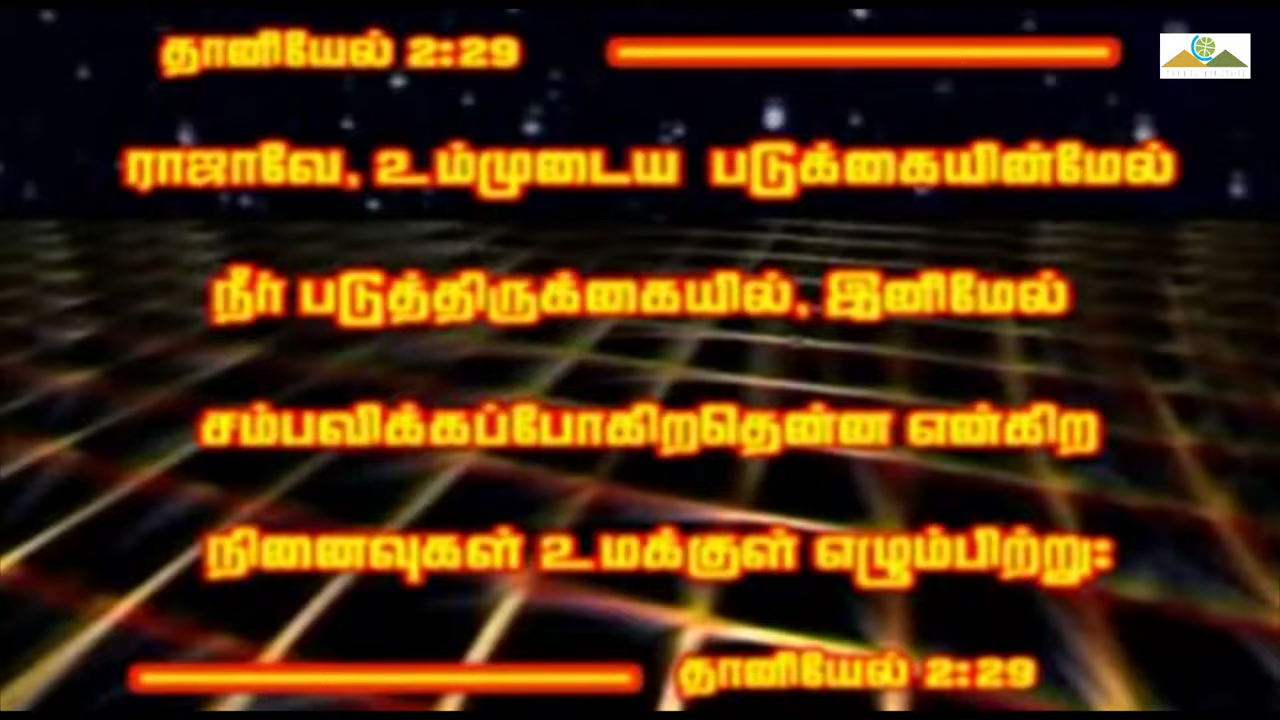 தானியேல் 2:29
ராஜாவே, உம்முடைய படுக்கையின்மேல்
நீர் படுத்திருக்கையில், இனிமேல்
சம்பவிக்கப்போகிறதென்ன என்கிற
நினைவுகள் உமக்குள் எழும்பிற்று:
தானியேல் 2:29